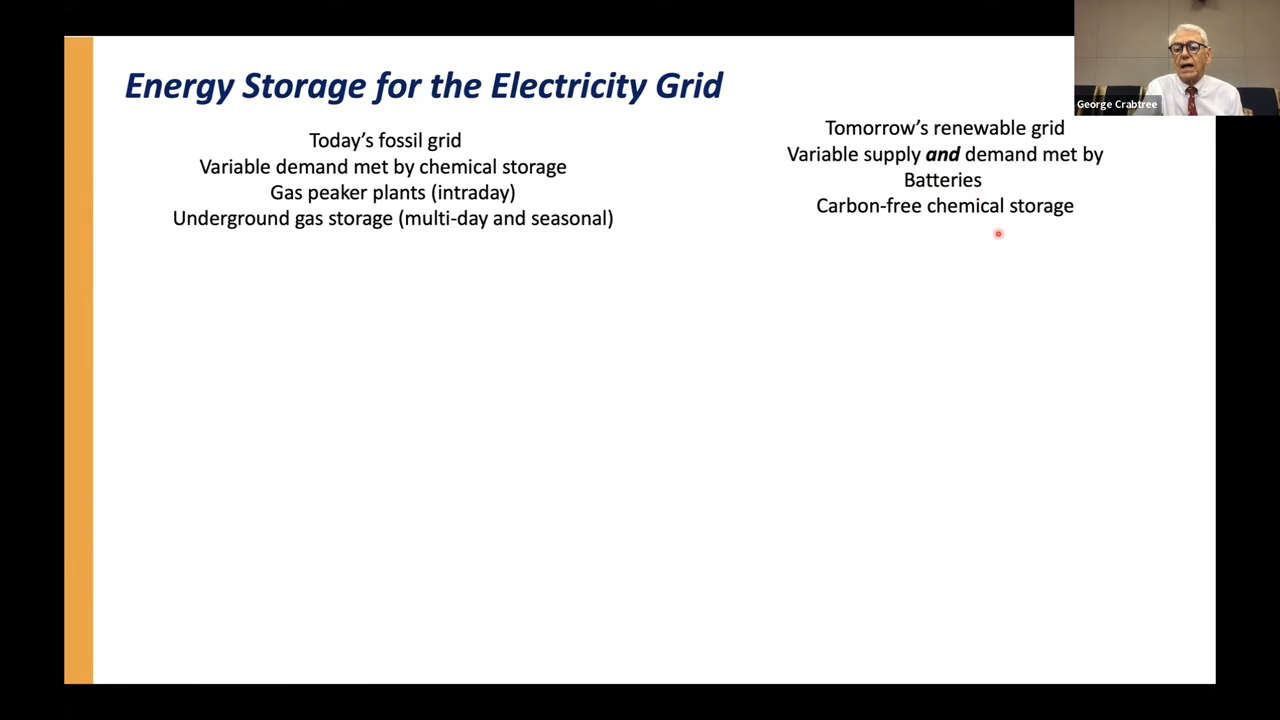 Energy Storage for the Electricity Grid
George Crabtree
Today's fossil grid
Variable demand met by chemical storage
Gas peaker plants (intraday)
Underground gas storage (multi-day and seasonal)
Tomorrow's renewable grid
Variable supply and demand met by
Batteries
Carbon-free chemical storage